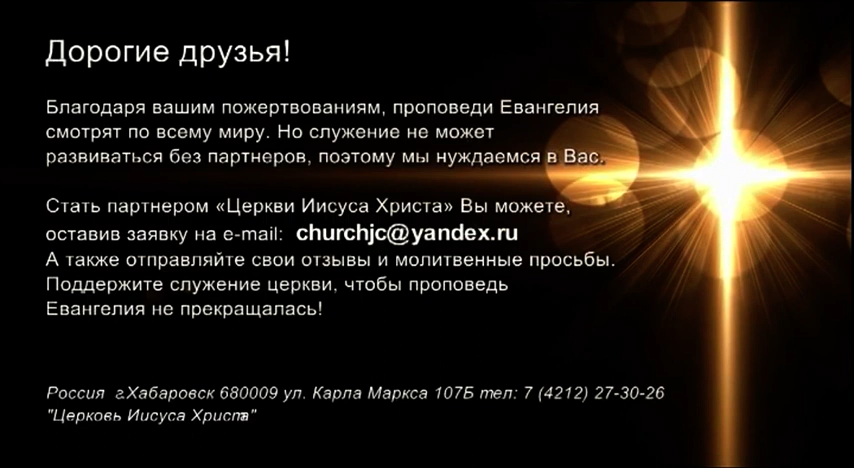 Дорогие друзья!
Благодаря вашим пожертвованиям, проповеди Евангелия
смотрят по всему миру. Но служение не может
развиваться без партнеров, поэтому мы нуждаемся в Вас.
Стать партнером «Церкви Иисуса Христа» Вы можете,
оставив заявку на e-mail: churchjc@yandex.ru
А также отправляйте свои отзывы и молитвенные просьбы.
Поддержите служение церкви, чтобы проповедь
Евангелия не прекращалась!
Россия г.Хабаровск 680009 ул. Карла Маркса 107Б тел: 7 (4212) 27-30-26
"Церковь Иисуса Христа"